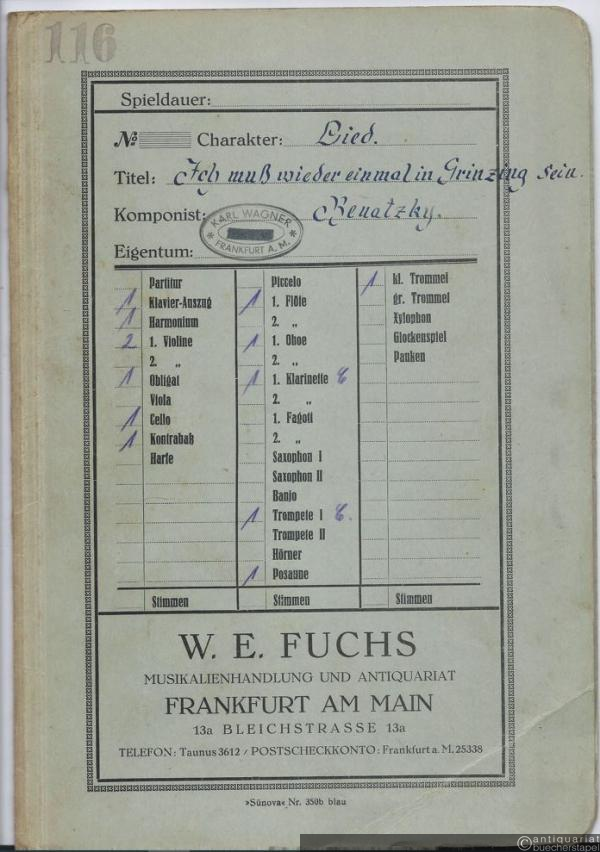 116
Spieldauer:
№ Charakter: Lied.
Titel: Ich muß wieder einmal in Grinzing sein.
Komponist: Benatzky.
KARL WAGNER
* *
FRANKFURT A. M.
Eigentum:
Partitur
1 Klavier-Auszug
1 Harmonium
2 1. Violine
2. „
1 Obligat
Viola
1 Cello
1 Kontrabaß
Harfe
Stimmen
Piccolo
1 1. Flöte
2. „
1 1. Oboe
2. „
1 1. Klarinette C
2. „
1. Fagott
2. „
Saxophon I
Saxophon II
Banjo
1 Trompete I C.
Trompete II
Hörner
1 Posaune
Stimmen
1 kl. Trommel
gr. Trommel
Xylophon
Glockenspiel
Pauken
Stimmen
W. E. FUCHS
MUSIKALIENHANDLUNG UND ANTIQUARIAT
FRANKFURT AM MAIN
13a BLEICHSTRASSE 13a
TELEFON: Taunus 3612 / POSTSCHECKKONTO: Frankfurt a. M. 25338
»Sünova« Nr. 350b blau
antiquariat
buecherstapel